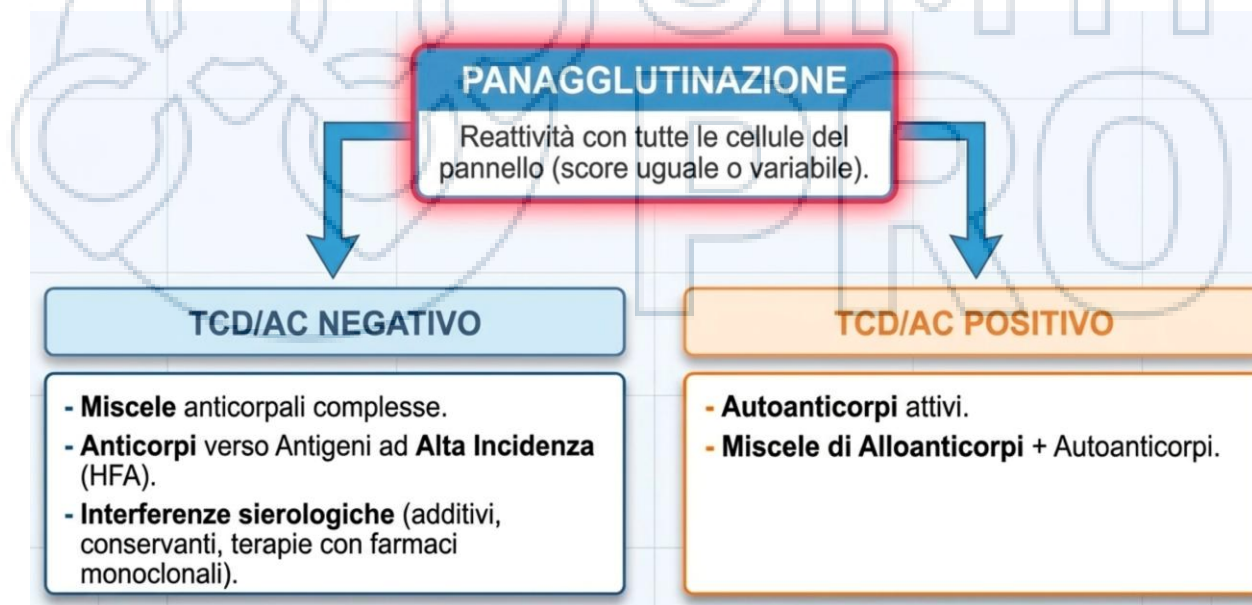 PANAGGLUTINAZIONE
Reattività con tutte le cellule del
pannello (score uguale o variabile).
TCD/AC NEGATIVO
- Miscele anticorpali complesse.
- Anticorpi verso Antigeni ad Alta Incidenza
(HFA).
- Interferenze sierologiche (additivi,
conservanti, terapie con farmaci
monoclonali).
TCD/AC POSITIVO
- Autoanticorpi attivi.
- Miscele di Alloanticorpi + Autoanticorpi.
PRO